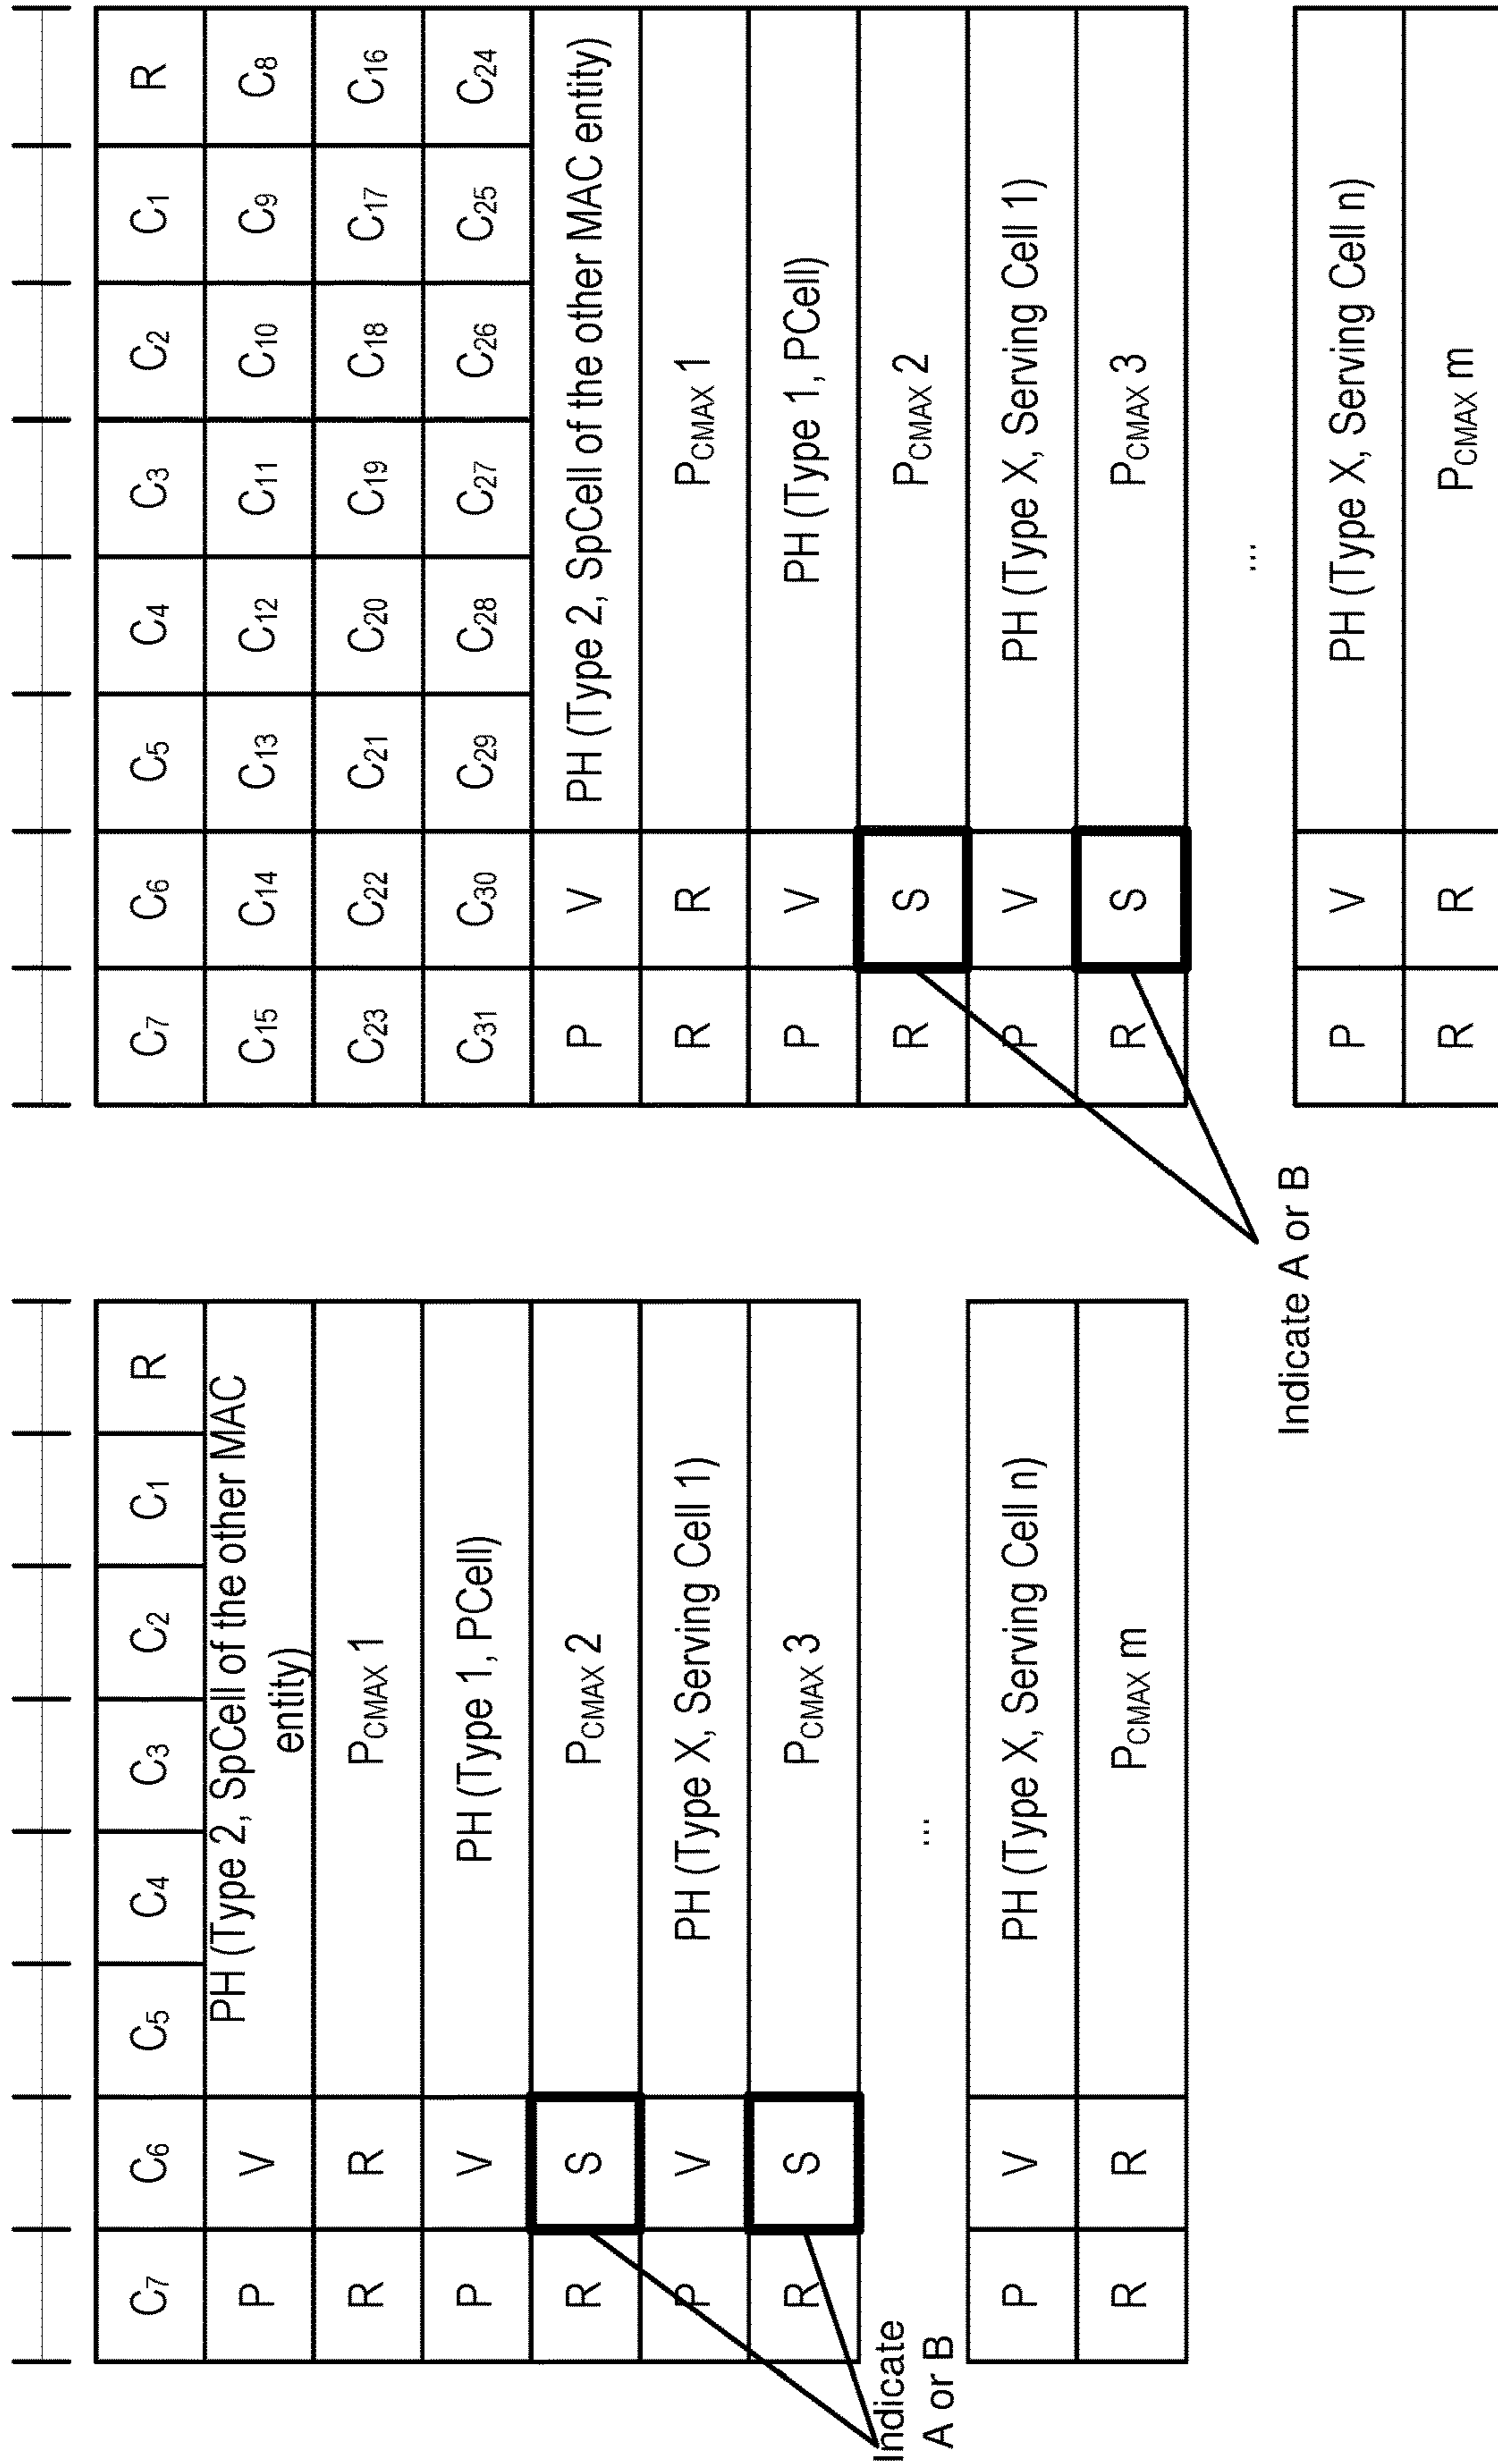 C7 C6 C5 C4 C3 C2 C1 R
P V PH (Type 2, SpCell of the other MAC
entity)
R R PCMAX 1
P V PH (Type 1, PCell)
R S PCMAX 2
P V PH (Type X, Serving Cell 1)
R S PCMAX 3
...
P V PH (Type X, Serving Cell n)
R R PCMAX m
Indicate
A or B
C7 C6 C5 C4 C3 C2 C1 R
C15 C14 C13 C12 C11 C10 C9 C8
C23 C22 C21 C20 C19 C18 C17 C16
C31 C30 C29 C28 C27 C26 C25 C24
P V PH (Type 2, SpCell of the other MAC entity)
R R PCMAX 1
P V PH (Type 1, PCell)
R S PCMAX 2
P V PH (Type X, Serving Cell 1)
R S PCMAX 3
...
P V PH (Type X, Serving Cell n)
R R PCMAX m
Indicate A or B